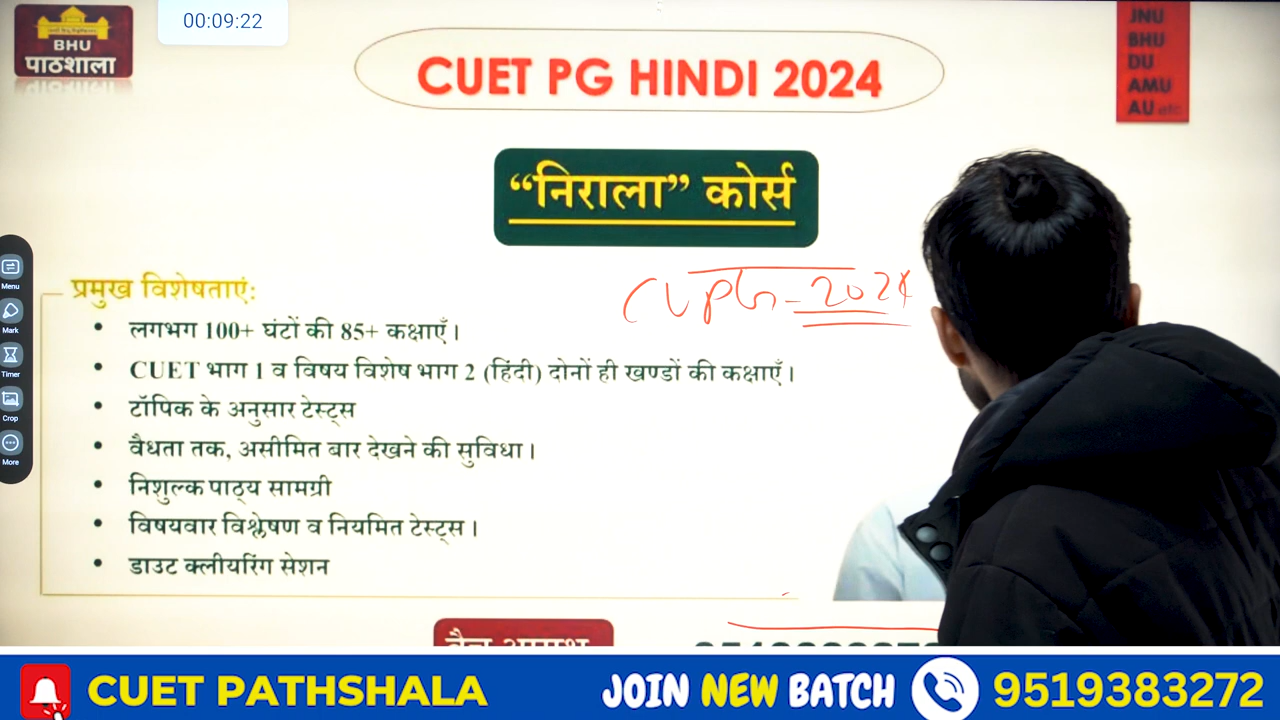 BHU
पाठशाला
00:09:22
CUET PG HINDI 2024
JNU
BHU
DU
AMU
AU etc
“निराला” कोर्स
CUPG - 2024
प्रमुख विशेषताएं:
• लगभग 100+ घंटों की 85+ कक्षाएँ।
• CUET भाग 1 व विषय विशेष भाग 2 (हिंदी) दोनों ही खण्डों की कक्षाएँ।
• टॉपिक के अनुसार टेस्ट्स
• वैधता तक, असीमित बार देखने की सुविधा।
• निशुल्क पाठ्य सामग्री
• विषयवार विश्लेषण व नियमित टेस्ट्स।
• डाउट क्लीयरिंग सेशन
Menu
Mark
Timer
Crop
More
CUET PATHSHALA
JOIN NEW BATCH
9519383272